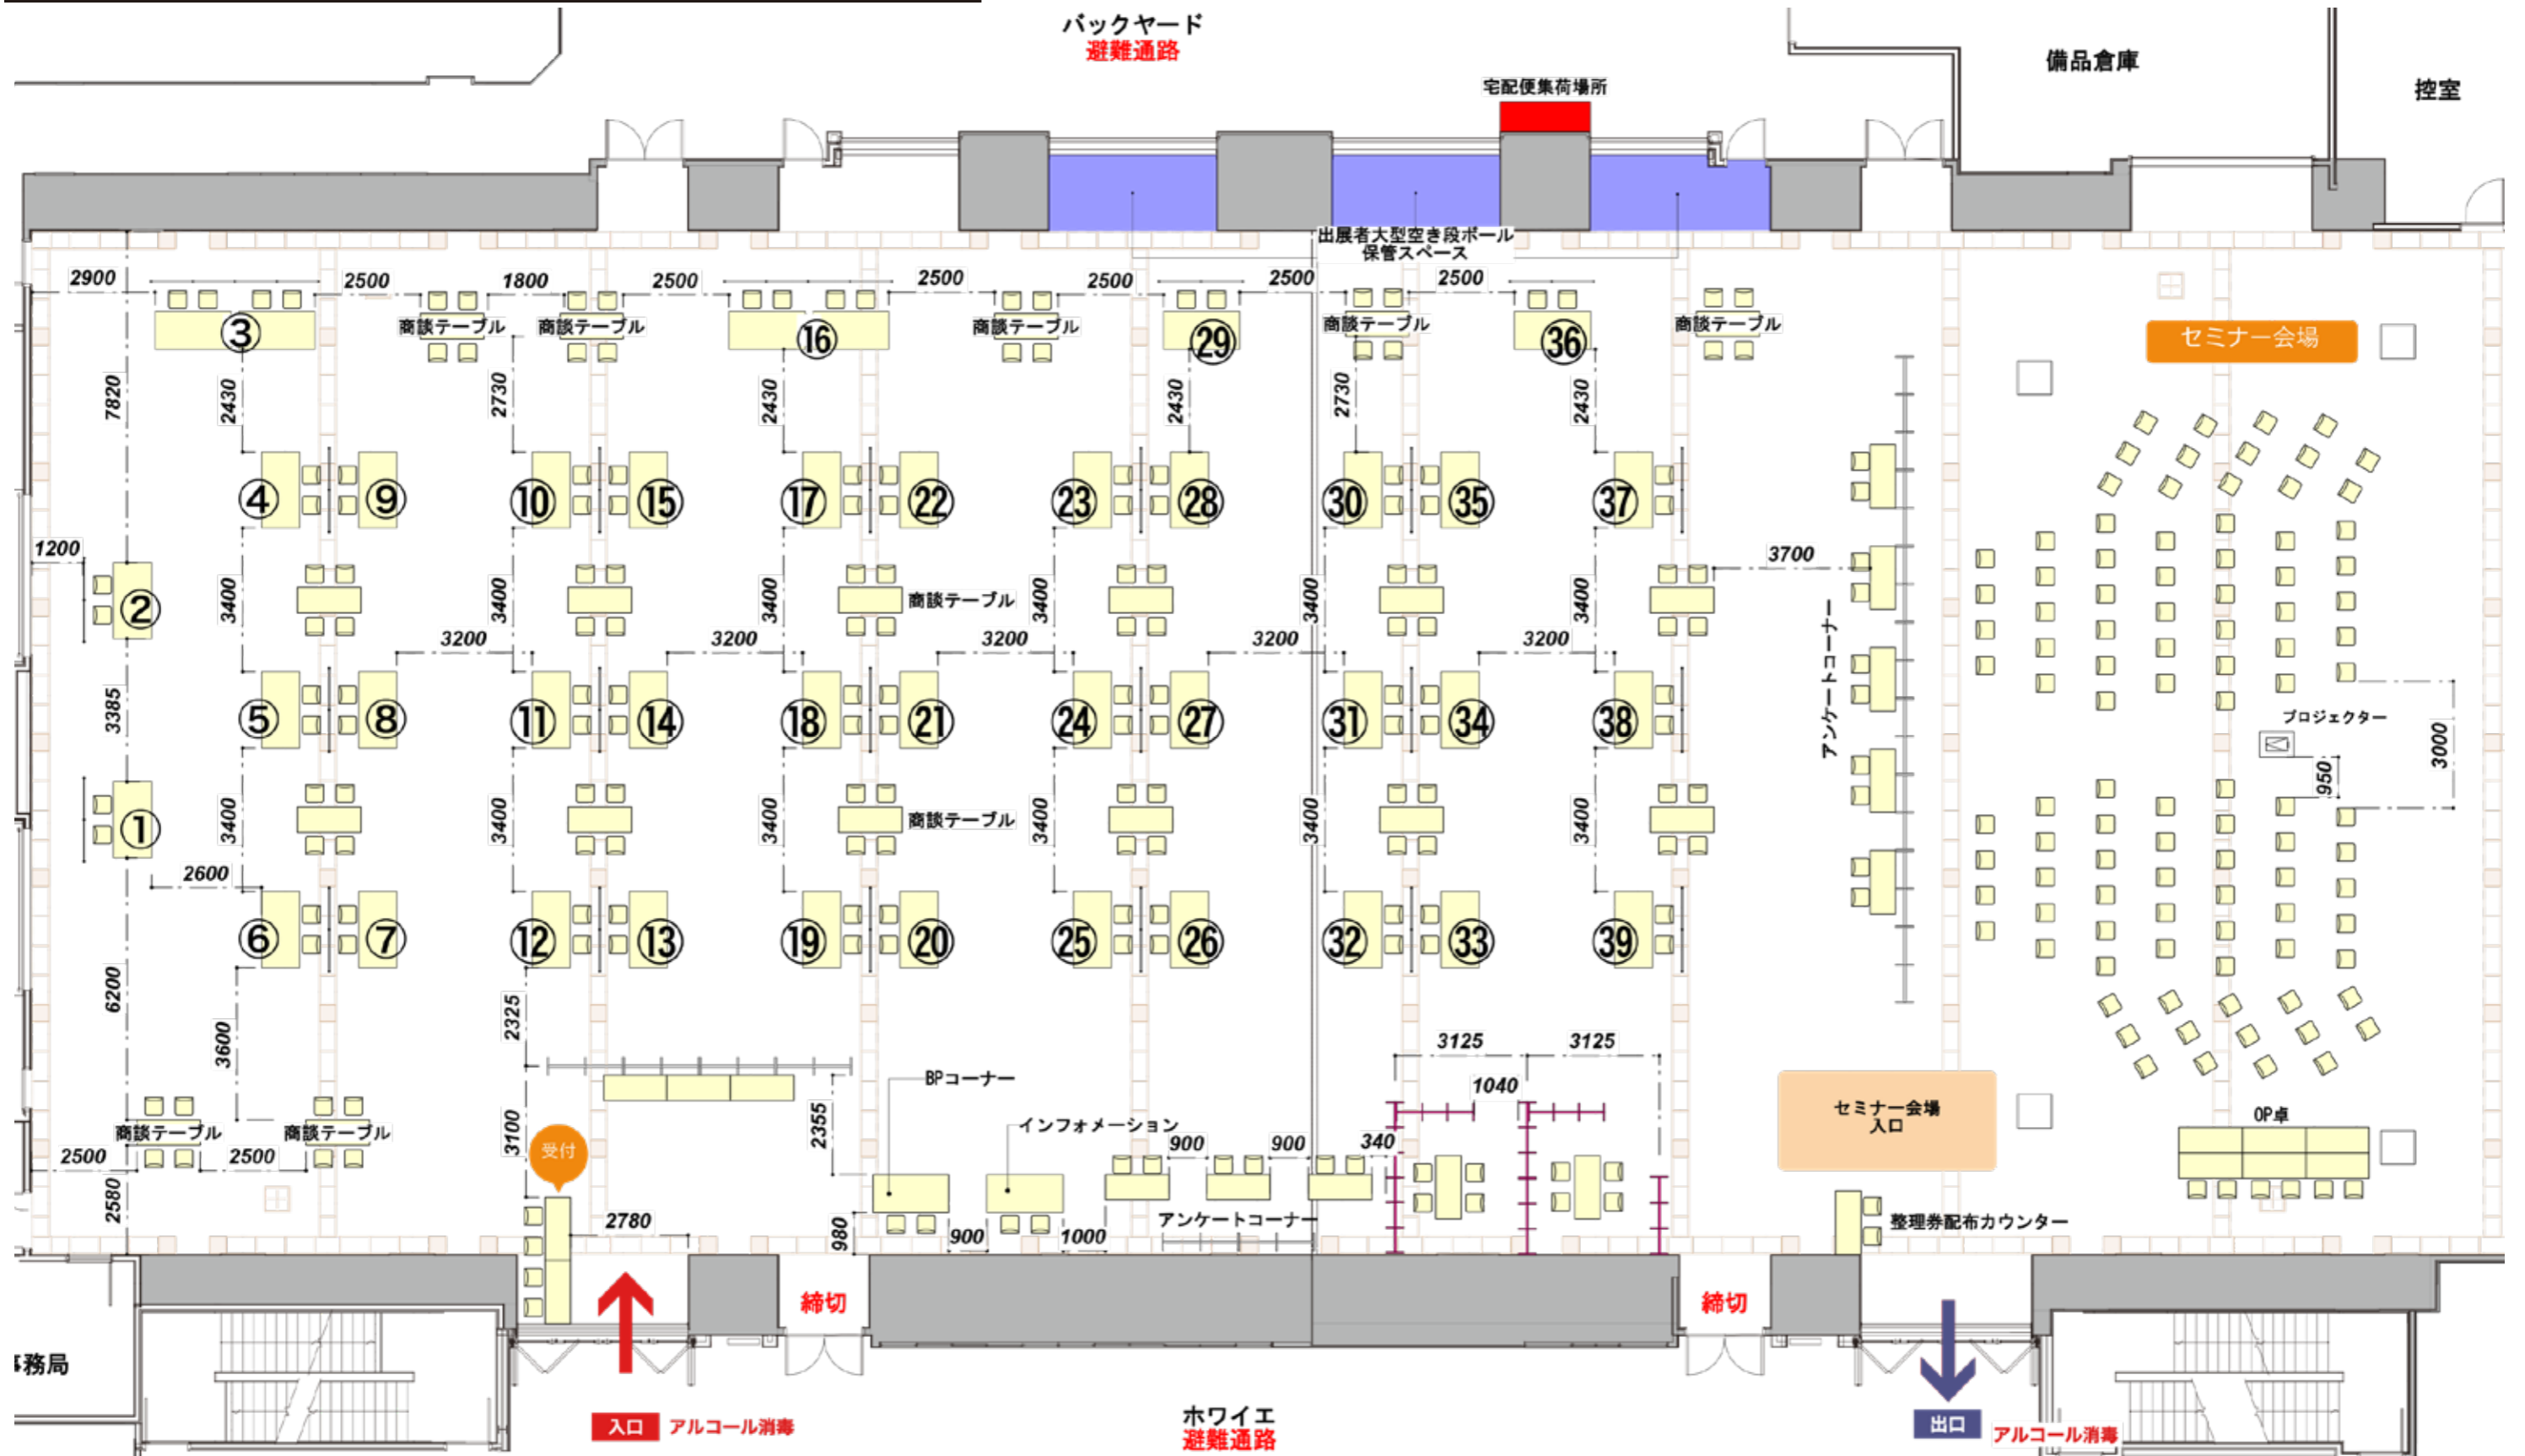 バックヤード
避難通路
備品倉庫
控室
宅配便集荷場所
出展者大型空き段ボール
保管スペース
2900
2500
1800
2500
2500
2500
2500
2500
③
商談テーブル
商談テーブル
⑯
商談テーブル
㉙
商談テーブル
㊱
商談テーブル
セミナー会場
7820
2430
2730
2430
2430
2730
2430
④
⑨
⑩
⑮
⑰
㉒
㉓
㉘
㉚
㉟
㊲
1200
3700
②
3400
3400
3400
商談テーブル
3400
3400
3400
アンケートコーナー
3200
3200
3200
3200
3200
3385
⑤
⑧
⑪
⑭
⑱
㉑
㉔
㉗
㉛
㉞
㊳
プロジェクター
3000
950
①
3400
3400
3400
商談テーブル
3400
3400
3400
2600
⑥
⑦
⑫
⑬
⑲
⑳
㉕
㉖
㉜
㉝
㊴
6200
3600
2325
3125
3125
1040
BPコーナー
インフォメーション
セミナー会場
入口
OP卓
商談テーブル
商談テーブル
3100
受付
2355
900
900
340
2500
2500
2580
2780
980
900
1000
アンケートコーナー
整理券配布カウンター
締切
締切
務局
入口
アルコール消毒
ホワイエ
避難通路
出口
アルコール消毒